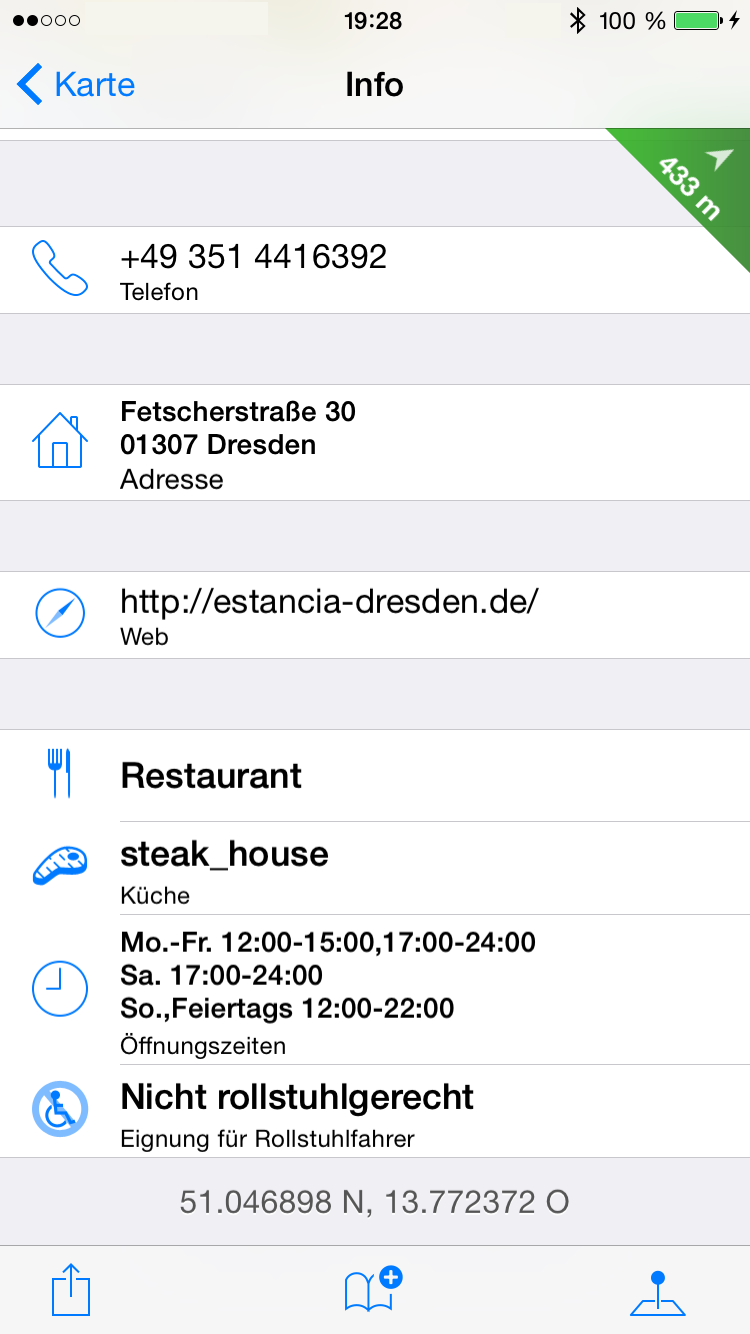 19:28
100 %
Karte
Info
433 m
+49 351 4416392
Telefon
Fetscherstraße 30
01307 Dresden
Adresse
http://estancia-dresden.de/
Web
Restaurant
steak_house
Küche
Mo.-Fr. 12:00-15:00,17:00-24:00
Sa. 17:00-24:00
So.,Feiertags 12:00-22:00
Öffnungszeiten
Nicht rollstuhlgerecht
Eignung für Rollstuhlfahrer
51.046898 N, 13.772372 O